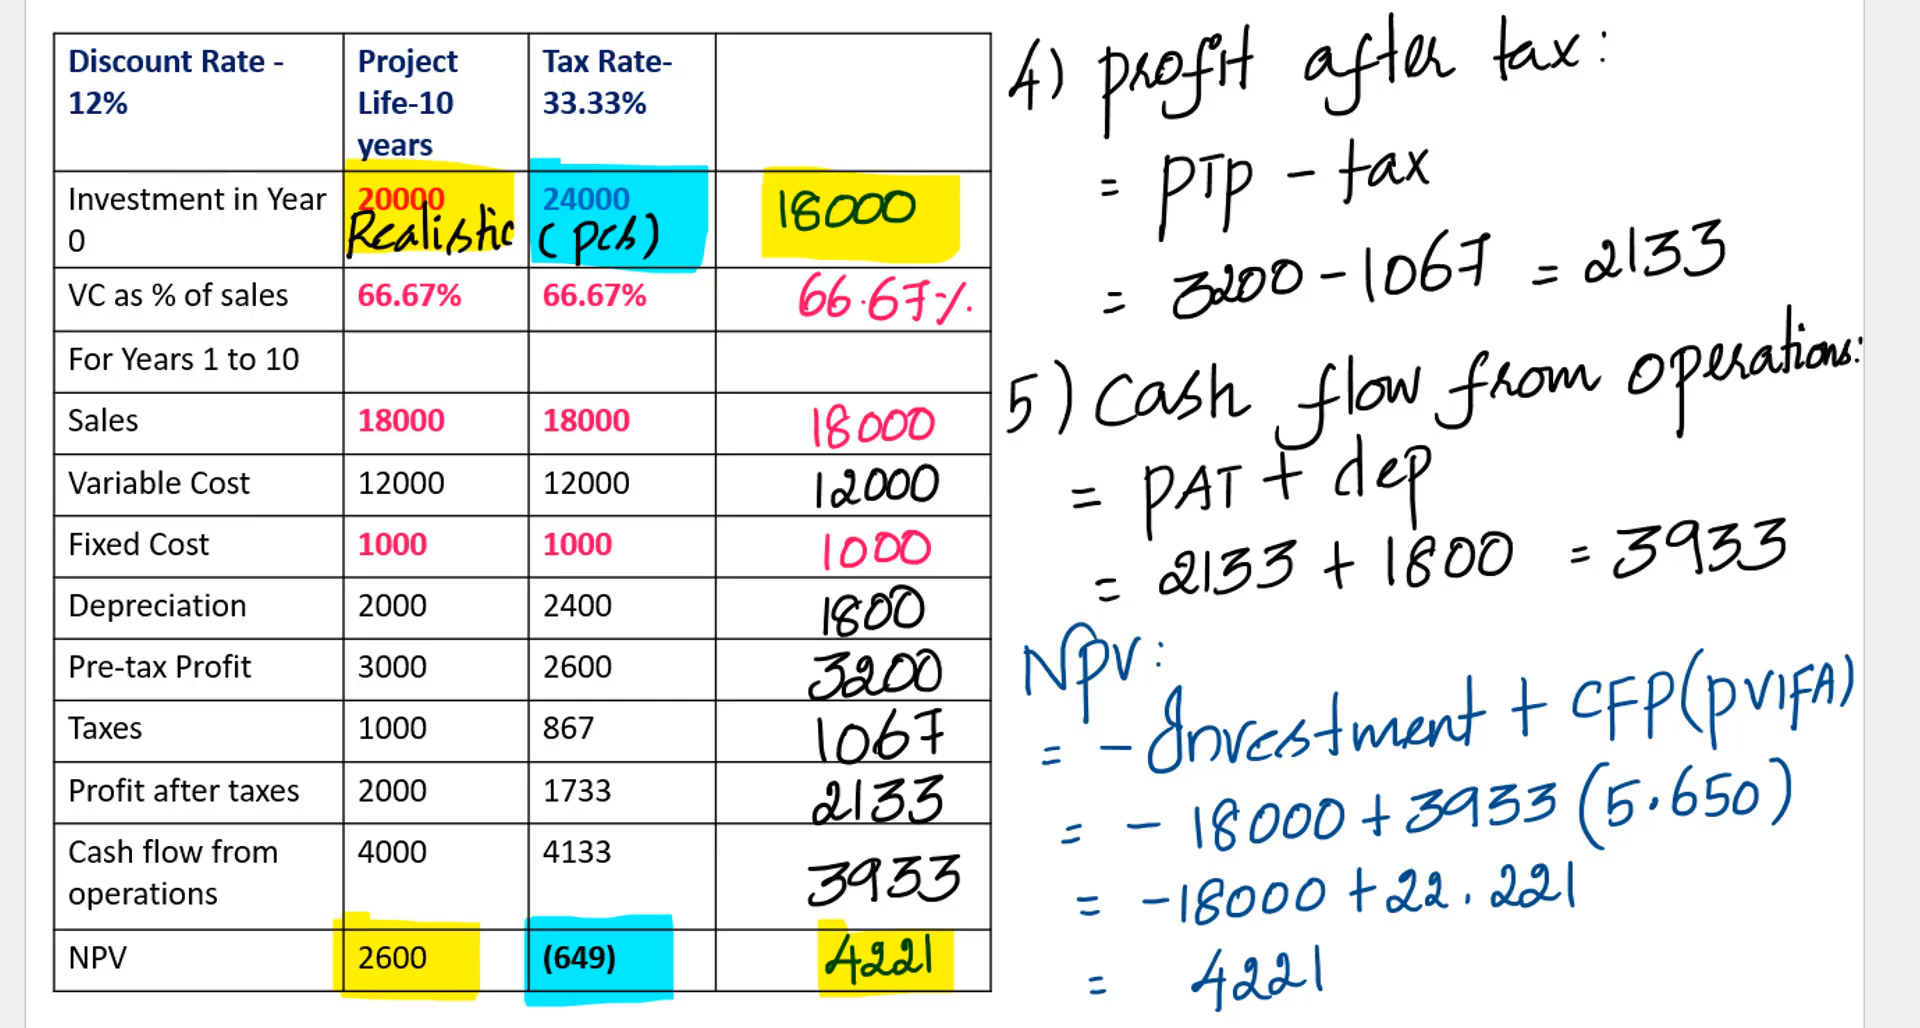 Discount Rate - 12% Project Life-10 years Tax Rate- 33.33%
Investment in Year 0 20000 Realistic 24000 (pes) 18000
VC as % of sales 66.67% 66.67% 66.67%
For Years 1 to 10
Sales 18000 18000 18000
Variable Cost 12000 12000 12000
Fixed Cost 1000 1000 1000
Depreciation 2000 2400 1800
Pre-tax Profit 3000 2600 3200
Taxes 1000 867 1067
Profit after taxes 2000 1733 2133
Cash flow from operations 4000 4133 3933
NPV 2600 (649) 4221
4) profit after tax:
= PTP - tax
= 3200 - 1067 = 2133
5) Cash flow from operations:
= PAT + dep
= 2133 + 1800 = 3933
NPV:
= - Investment + CFP(PVIFA)
= - 18000 + 3933 (5.650)
= -18000 + 22.221
= 4221